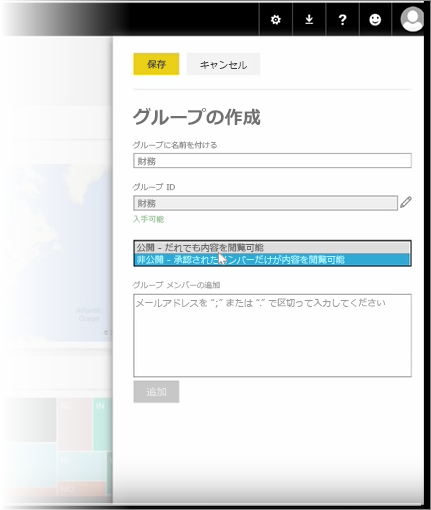 ?
保存 キャンセル
グループの作成
グループに名前を付ける
財務
グループ ID
財務
入手可能
公開 - だれでも内容を閲覧可能
非公開 - 承認されたメンバーだけが内容を閲覧可能
グループ メンバーの追加
メールアドレスを ";" または "." で区切って入力してください
追加
Atlantic
Ocean
IN